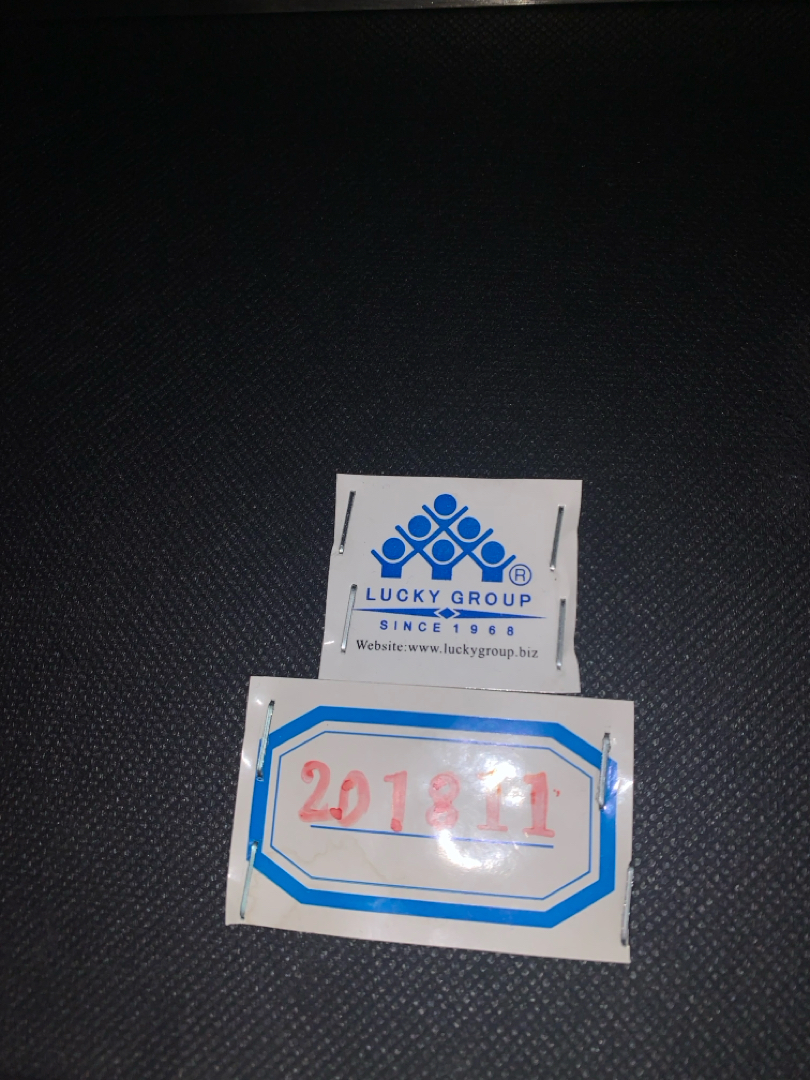 ®
LUCKY GROUP
SINCE 1968
Website:www.luckygroup.biz
201811